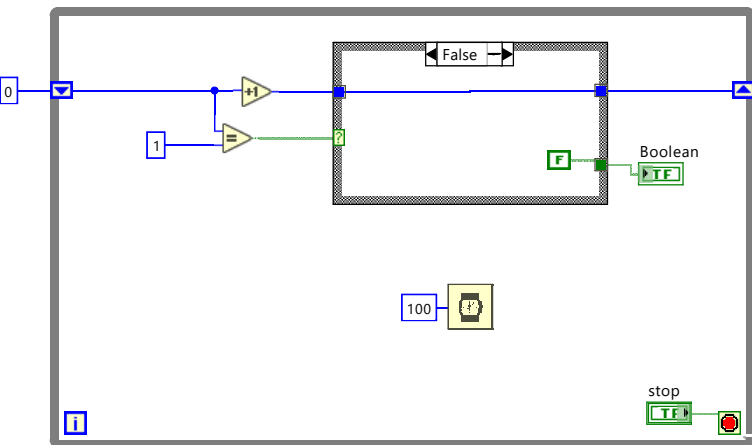 False
0
+1
=
?
1
F
Boolean
TF
100
stop
TF
i